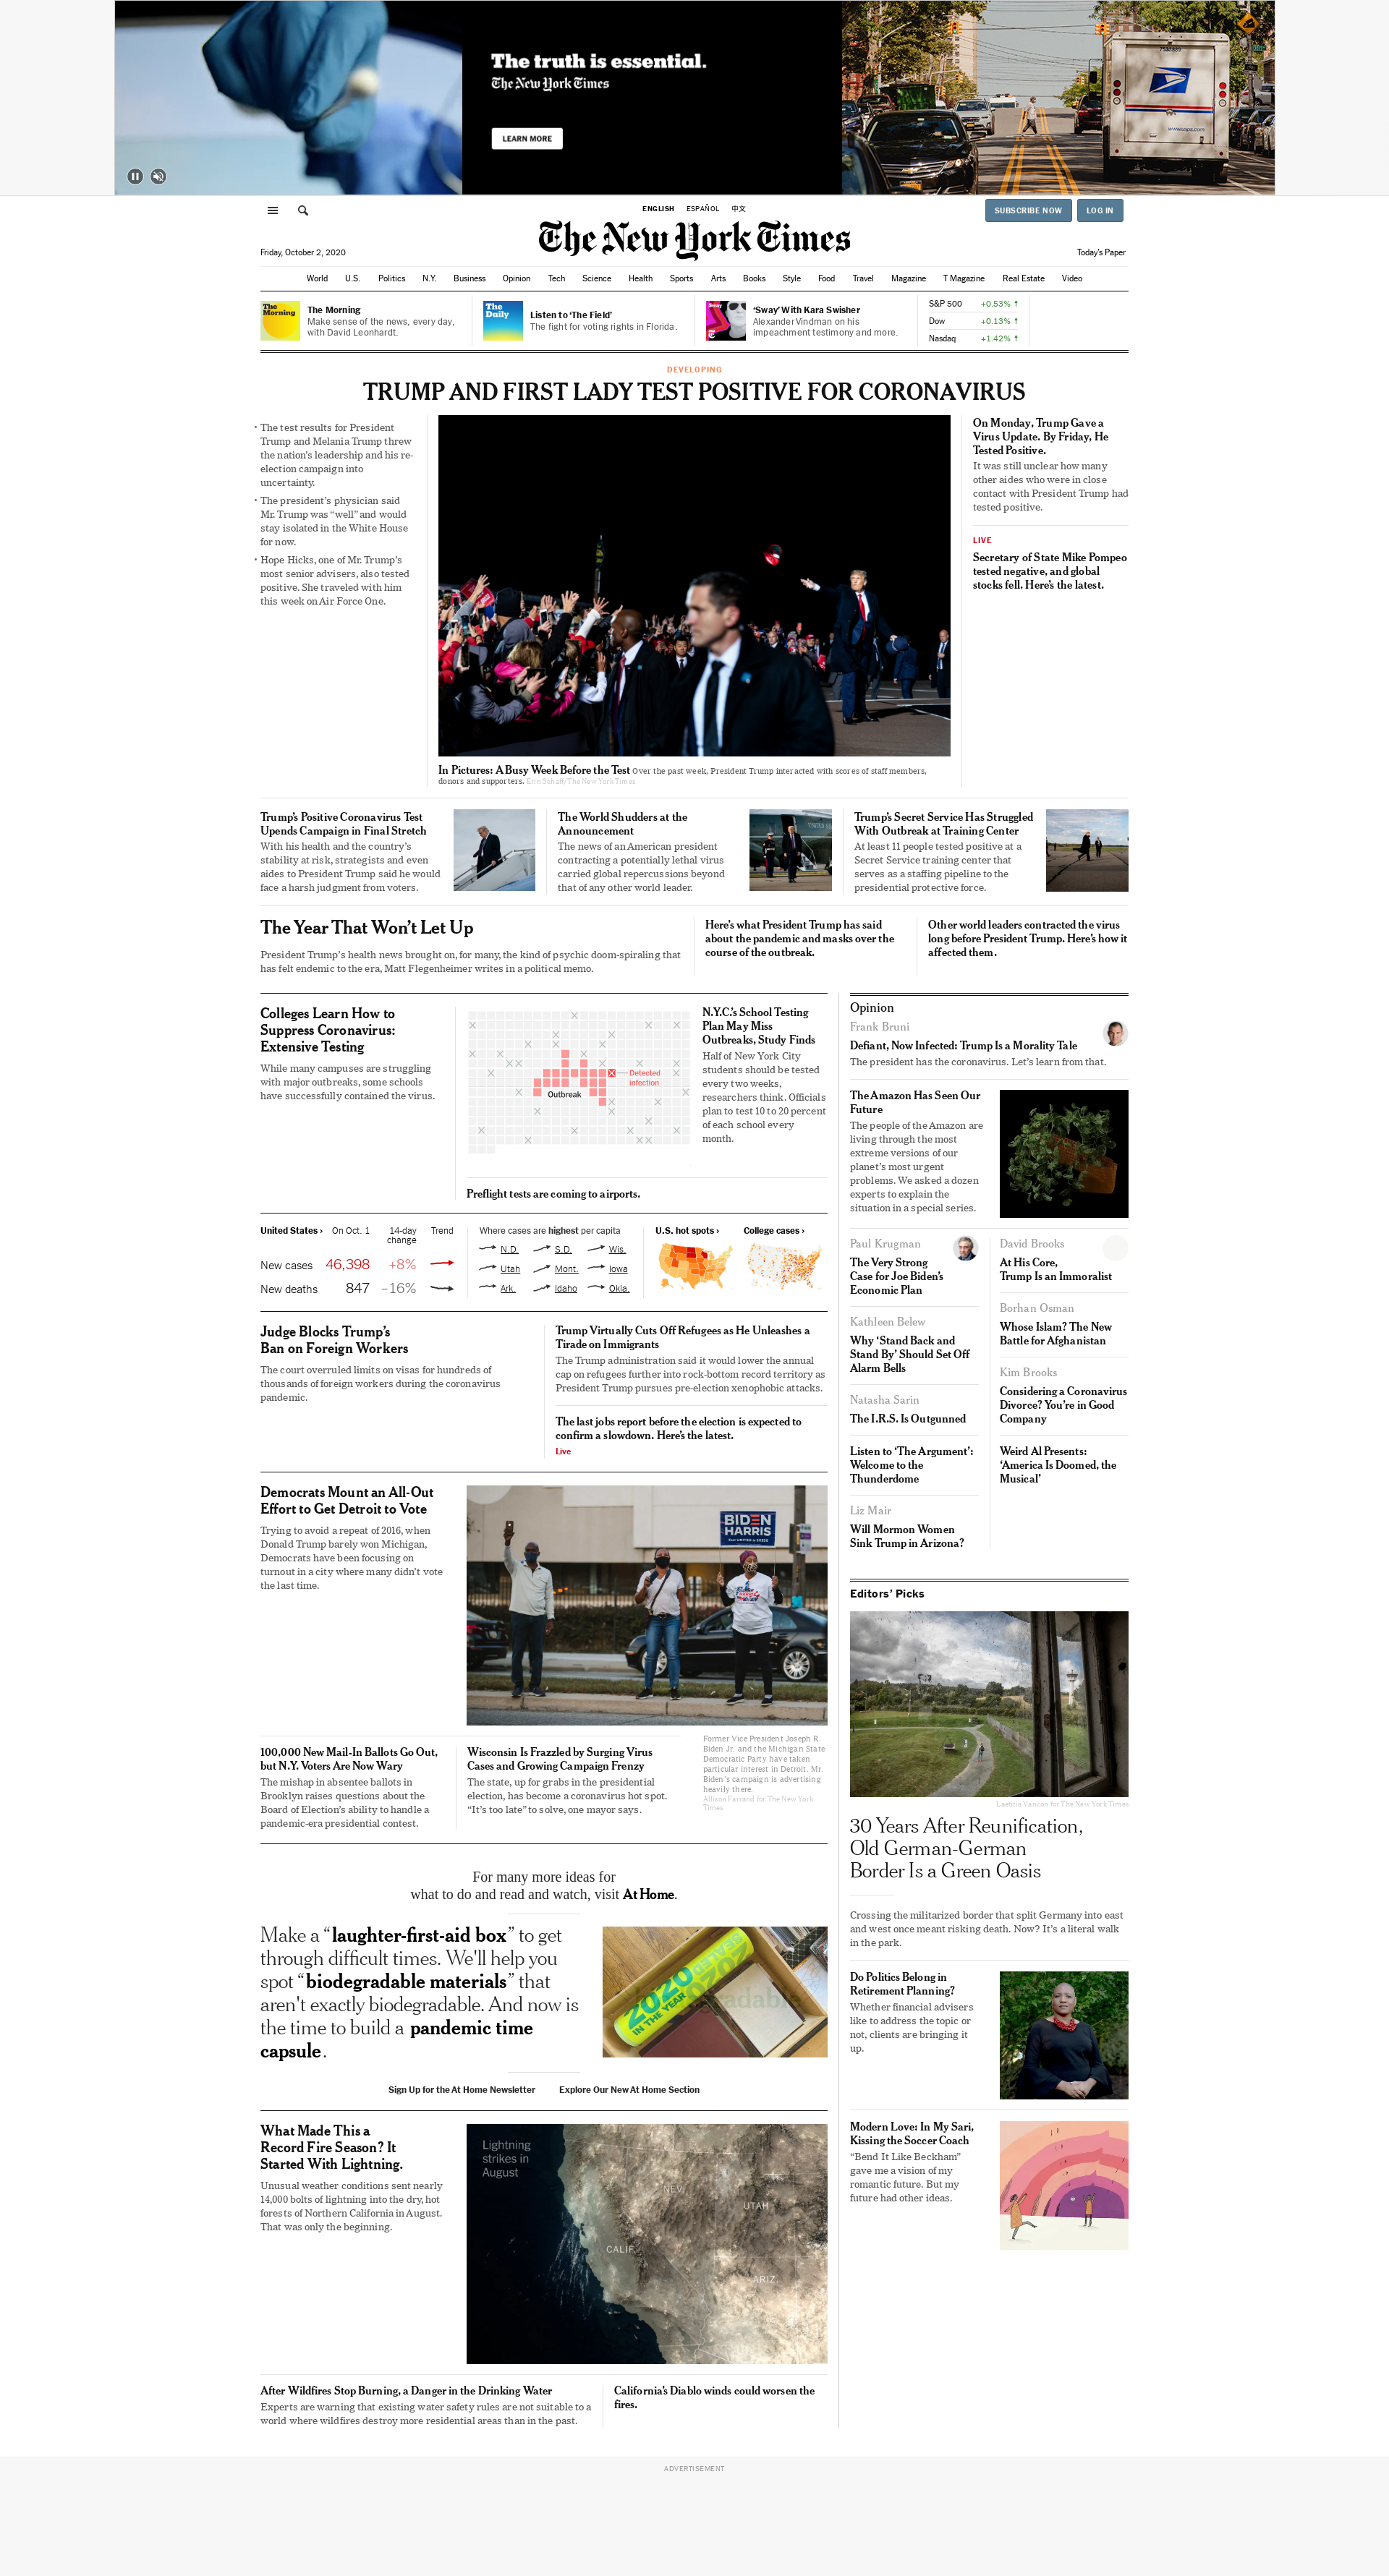 The truth is essential.
The New York Times
LEARN MORE
7588889
www.usps.com
ENGLISH ESPAÑOL 中文
SUBSCRIBE NOW LOG IN
The New York Times
Friday, October 2, 2020
Today's Paper
World U.S. Politics N.Y. Business Opinion Tech Science Health Sports Arts Books Style Food Travel Magazine T Magazine Real Estate Video
The Morning
The Morning
Make sense of the news, every day,
with David Leonhardt.
The Daily
Listen to ‘The Field’
The fight for voting rights in Florida.
Sway
‘Sway’ With Kara Swisher
Alexander Vindman on his
impeachment testimony and more.
S&P 500 +0.53% ↑
Dow +0.13% ↑
Nasdaq +1.42% ↑
DEVELOPING
TRUMP AND FIRST LADY TEST POSITIVE FOR CORONAVIRUS
• The test results for President
Trump and Melania Trump threw
the nation’s leadership and his re-
election campaign into
uncertainty.
• The president’s physician said
Mr. Trump was “well” and would
stay isolated in the White House
for now.
• Hope Hicks, one of Mr. Trump’s
most senior advisers, also tested
positive. She traveled with him
this week on Air Force One.
In Pictures: A Busy Week Before the Test Over the past week, President Trump interacted with scores of staff members,
donors and supporters. Erin Schaff/The New York Times
On Monday, Trump Gave a
Virus Update. By Friday, He
Tested Positive.
It was still unclear how many
other aides who were in close
contact with President Trump had
tested positive.
LIVE
Secretary of State Mike Pompeo
tested negative, and global
stocks fell. Here’s the latest.
Trump’s Positive Coronavirus Test
Upends Campaign in Final Stretch
With his health and the country’s
stability at risk, strategists and even
aides to President Trump said he would
face a harsh judgment from voters.
The World Shudders at the
Announcement
The news of an American president
contracting a potentially lethal virus
carried global repercussions beyond
that of any other world leader.
Trump’s Secret Service Has Struggled
With Outbreak at Training Center
At least 11 people tested positive at a
Secret Service training center that
serves as a staffing pipeline to the
presidential protective force.
The Year That Won’t Let Up
President Trump’s health news brought on, for many, the kind of psychic doom-spiraling that
has felt endemic to the era, Matt Flegenheimer writes in a political memo.
Here’s what President Trump has said
about the pandemic and masks over the
course of the outbreak.
Other world leaders contracted the virus
long before President Trump. Here’s how it
affected them.
Colleges Learn How to
Suppress Coronavirus:
Extensive Testing
While many campuses are struggling
with major outbreaks, some schools
have successfully contained the virus.
Detected
infection
Outbreak
N.Y.C.’s School Testing
Plan May Miss
Outbreaks, Study Finds
Half of New York City
students should be tested
every two weeks,
researchers think. Officials
plan to test 10 to 20 percent
of each school every
month.
Preflight tests are coming to airports.
United States › On Oct. 1 14-day
change Trend
New cases 46,398 +8%
New deaths 847 –16%
Where cases are highest per capita
N.D. S.D. Wis.
Utah Mont. Iowa
Ark. Idaho Okla.
U.S. hot spots › College cases ›
Judge Blocks Trump’s
Ban on Foreign Workers
The court overruled limits on visas for hundreds of
thousands of foreign workers during the coronavirus
pandemic.
Trump Virtually Cuts Off Refugees as He Unleashes a
Tirade on Immigrants
The Trump administration said it would lower the annual
cap on refugees further into rock-bottom record territory as
President Trump pursues pre-election xenophobic attacks.
The last jobs report before the election is expected to
confirm a slowdown. Here’s the latest.
Live
Democrats Mount an All-Out
Effort to Get Detroit to Vote
Trying to avoid a repeat of 2016, when
Donald Trump barely won Michigan,
Democrats have been focusing on
turnout in a city where many didn’t vote
the last time.
BIDEN
HARRIS
Former Vice President Joseph R.
Biden Jr. and the Michigan State
Democratic Party have taken
particular interest in Detroit. Mr.
Biden’s campaign is advertising
heavily there.
Allison Farrand for The New York
Times
100,000 New Mail-In Ballots Go Out,
but N.Y. Voters Are Now Wary
The mishap in absentee ballots in
Brooklyn raises questions about the
Board of Election’s ability to handle a
pandemic-era presidential contest.
Wisconsin Is Frazzled by Surging Virus
Cases and Growing Campaign Frenzy
The state, up for grabs in the presidential
election, has become a coronavirus hot spot.
“It’s too late” to solve, one mayor says.
For many more ideas for
what to do and read and watch, visit At Home.
Make a “laughter-first-aid box” to get
through difficult times. We'll help you
spot “biodegradable materials” that
aren't exactly biodegradable. And now is
the time to build a pandemic time
capsule.
2020
IN THE YEAR
Sign Up for the At Home Newsletter Explore Our New At Home Section
What Made This a
Record Fire Season? It
Started With Lightning.
Unusual weather conditions sent nearly
14,000 bolts of lightning into the dry, hot
forests of Northern California in August.
That was only the beginning.
Lightning
strikes in
August
NEV.
UTAH
CALIF.
ARIZ.
After Wildfires Stop Burning, a Danger in the Drinking Water
Experts are warning that existing water safety rules are not suitable to a
world where wildfires destroy more residential areas than in the past.
California’s Diablo winds could worsen the
fires.
Opinion
Frank Bruni
Defiant, Now Infected: Trump Is a Morality Tale
The president has the coronavirus. Let’s learn from that.
The Amazon Has Seen Our
Future
The people of the Amazon are
living through the most
extreme versions of our
planet’s most urgent
problems. We asked a dozen
experts to explain the
situation in a special series.
Paul Krugman
The Very Strong
Case for Joe Biden’s
Economic Plan
Kathleen Belew
Why ‘Stand Back and
Stand By’ Should Set Off
Alarm Bells
Natasha Sarin
The I.R.S. Is Outgunned
Listen to ‘The Argument’:
Welcome to the
Thunderdome
Liz Mair
Will Mormon Women
Sink Trump in Arizona?
David Brooks
At His Core,
Trump Is an Immoralist
Borhan Osman
Whose Islam? The New
Battle for Afghanistan
Kim Brooks
Considering a Coronavirus
Divorce? You’re in Good
Company
Weird Al Presents:
‘America Is Doomed, the
Musical’
Editors’ Picks
Laetitia Vancon for The New York Times
30 Years After Reunification,
Old German-German
Border Is a Green Oasis
Crossing the militarized border that split Germany into east
and west once meant risking death. Now? It’s a literal walk
in the park.
Do Politics Belong in
Retirement Planning?
Whether financial advisers
like to address the topic or
not, clients are bringing it
up.
Modern Love: In My Sari,
Kissing the Soccer Coach
“Bend It Like Beckham”
gave me a vision of my
romantic future. But my
future had other ideas.
ADVERTISEMENT